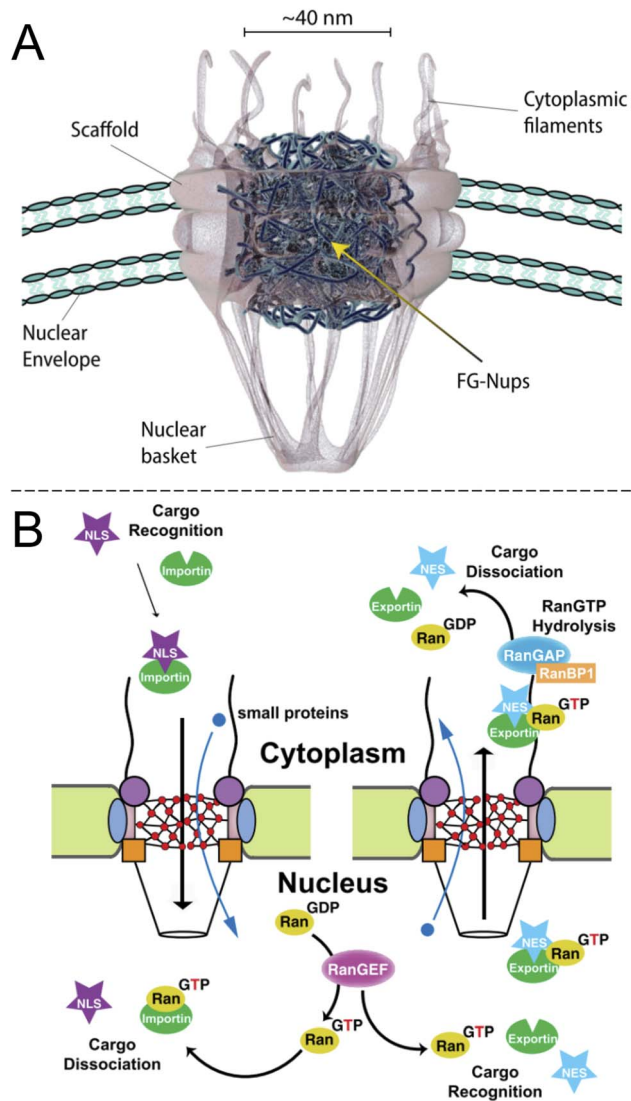 A
~40 nm
Cytoplasmic
filaments
Scaffold
Nuclear
Envelope
FG-Nups
Nuclear
basket
B
Cargo
Recognition
NLS
Importin
NLS
Importin
small proteins
Cytoplasm
Nucleus
NES
Cargo
Dissociation
Exportin
GDP
Ran
RanGTP
Hydrolysis
RanGAP
RanBP1
NES
GTP
Ran
Exportin
GDP
Ran
RanGEF
GTP
Ran
NLS
GTP
Ran
Importin
Cargo
Dissociation
NES
GTP
Ran
Exportin
GTP
Ran
Exportin
NES
Cargo
Recognition